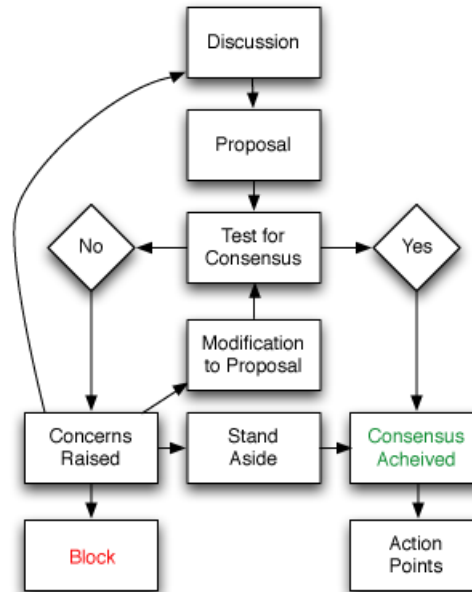 Discussion
Proposal
No
Test for
Consensus
Yes
Modification
to Proposal
Concerns
Raised
Stand
Aside
Consensus
Acheived
Block
Action
Points